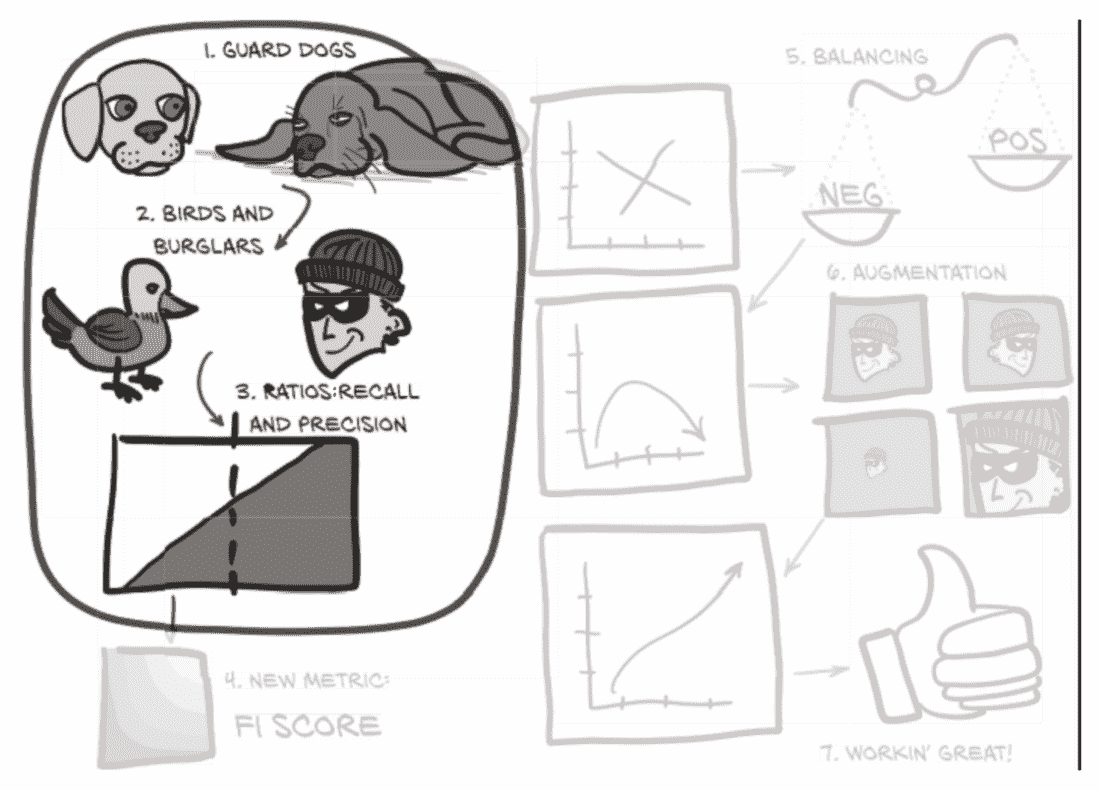 1. GUARD DOGS
2. BIRDS AND
BURGLARS
3. RATIOS:RECALL
AND PRECISION
4. NEW METRIC:
F1 SCORE
5. BALANCING
POS
NEG
6. AUGMENTATION
7. WORKIN' GREAT!